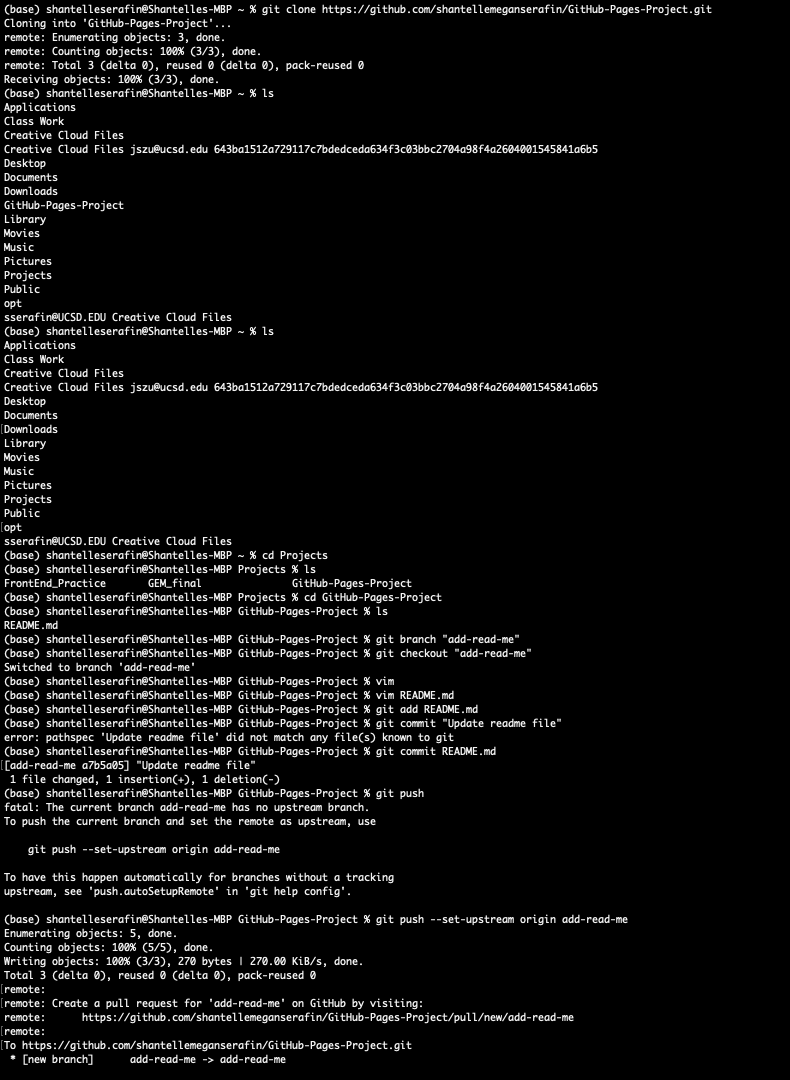 (base) shantelleserafin@Shantelles-MBP ~ % git clone https://github.com/shantellemeganserafin/GitHub-Pages-Project.git
Cloning into 'GitHub-Pages-Project'...
remote: Enumerating objects: 3, done.
remote: Counting objects: 100% (3/3), done.
remote: Total 3 (delta 0), reused 0 (delta 0), pack-reused 0
Receiving objects: 100% (3/3), done.
(base) shantelleserafin@Shantelles-MBP ~ % ls
Applications
Class Work
Creative Cloud Files
Creative Cloud Files jszu@ucsd.edu 643ba1512a729117c7bdedceda634f3c03bbc2704a98f4a2604001545841a6b5
Desktop
Documents
Downloads
GitHub-Pages-Project
Library
Movies
Music
Pictures
Projects
Public
opt
sserafin@UCSD.EDU Creative Cloud Files
(base) shantelleserafin@Shantelles-MBP ~ % ls
Applications
Class Work
Creative Cloud Files
Creative Cloud Files jszu@ucsd.edu 643ba1512a729117c7bdedceda634f3c03bbc2704a98f4a2604001545841a6b5
Desktop
Documents
[Downloads
Library
Movies
Music
Pictures
Projects
Public
[opt
sserafin@UCSD.EDU Creative Cloud Files
(base) shantelleserafin@Shantelles-MBP ~ % cd Projects
(base) shantelleserafin@Shantelles-MBP Projects % ls
FrontEnd_Practice GEM_final GitHub-Pages-Project
(base) shantelleserafin@Shantelles-MBP Projects % cd GitHub-Pages-Project
(base) shantelleserafin@Shantelles-MBP GitHub-Pages-Project % ls
README.md
(base) shantelleserafin@Shantelles-MBP GitHub-Pages-Project % git branch "add-read-me"
(base) shantelleserafin@Shantelles-MBP GitHub-Pages-Project % git checkout "add-read-me"
Switched to branch 'add-read-me'
(base) shantelleserafin@Shantelles-MBP GitHub-Pages-Project % vim
(base) shantelleserafin@Shantelles-MBP GitHub-Pages-Project % vim README.md
(base) shantelleserafin@Shantelles-MBP GitHub-Pages-Project % git add README.md
(base) shantelleserafin@Shantelles-MBP GitHub-Pages-Project % git commit "Update readme file"
error: pathspec 'Update readme file' did not match any file(s) known to git
(base) shantelleserafin@Shantelles-MBP GitHub-Pages-Project % git commit README.md
[[add-read-me a7b5a05] "Update readme file"
1 file changed, 1 insertion(+), 1 deletion(-)
(base) shantelleserafin@Shantelles-MBP GitHub-Pages-Project % git push
fatal: The current branch add-read-me has no upstream branch.
To push the current branch and set the remote as upstream, use
git push --set-upstream origin add-read-me
To have this happen automatically for branches without a tracking
upstream, see 'push.autoSetupRemote' in 'git help config'.
(base) shantelleserafin@Shantelles-MBP GitHub-Pages-Project % git push --set-upstream origin add-read-me
Enumerating objects: 5, done.
Counting objects: 100% (5/5), done.
Writing objects: 100% (3/3), 270 bytes | 270.00 KiB/s, done.
Total 3 (delta 0), reused 0 (delta 0), pack-reused 0
[remote:
[remote: Create a pull request for 'add-read-me' on GitHub by visiting:
remote: https://github.com/shantellemeganserafin/GitHub-Pages-Project/pull/new/add-read-me
[remote:
[To https://github.com/shantellemeganserafin/GitHub-Pages-Project.git
* [new branch] add-read-me -> add-read-me